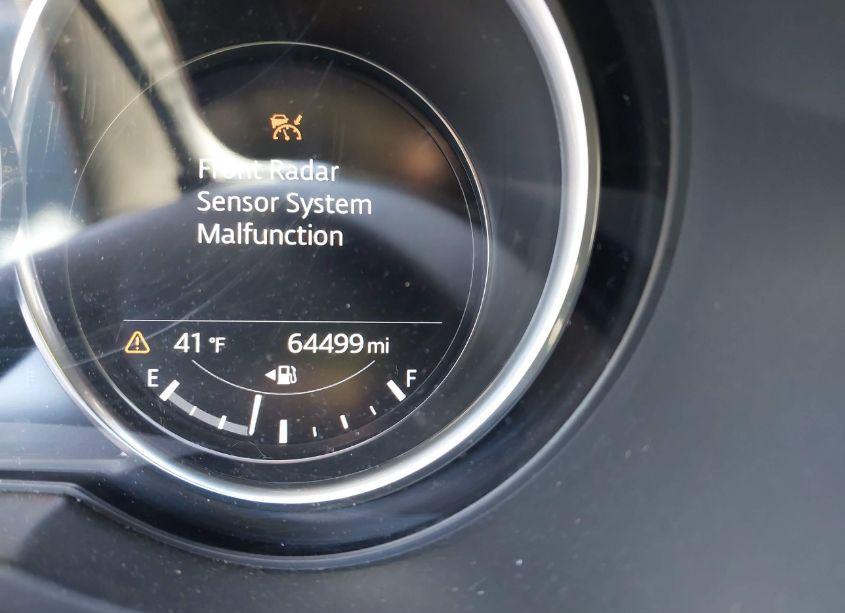 Front Radar
Sensor System
Malfunction
41 °F 64499 mi
E F